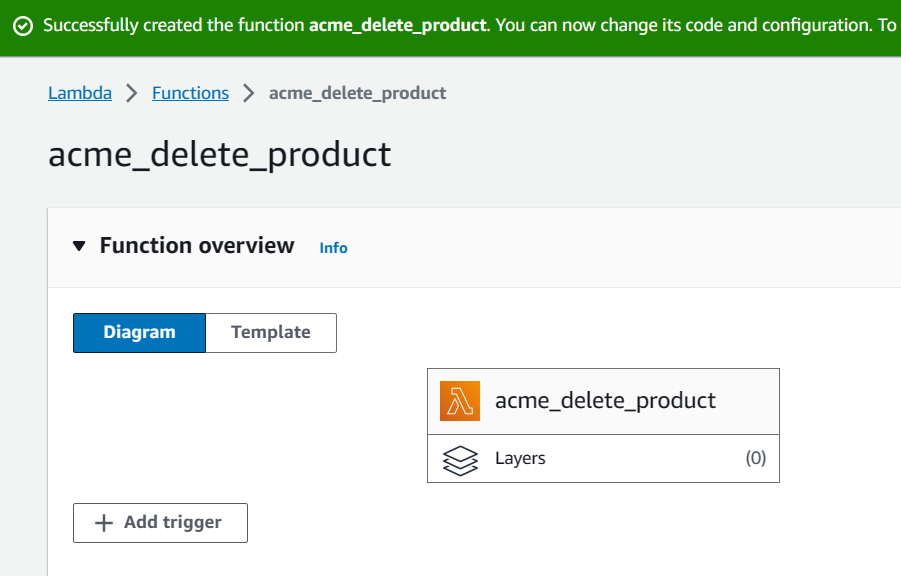 Successfully created the function acme_delete_product. You can now change its code and configuration. To
Lambda > Functions > acme_delete_product
acme_delete_product
Function overview Info
Diagram Template
acme_delete_product
Layers (0)
+ Add trigger